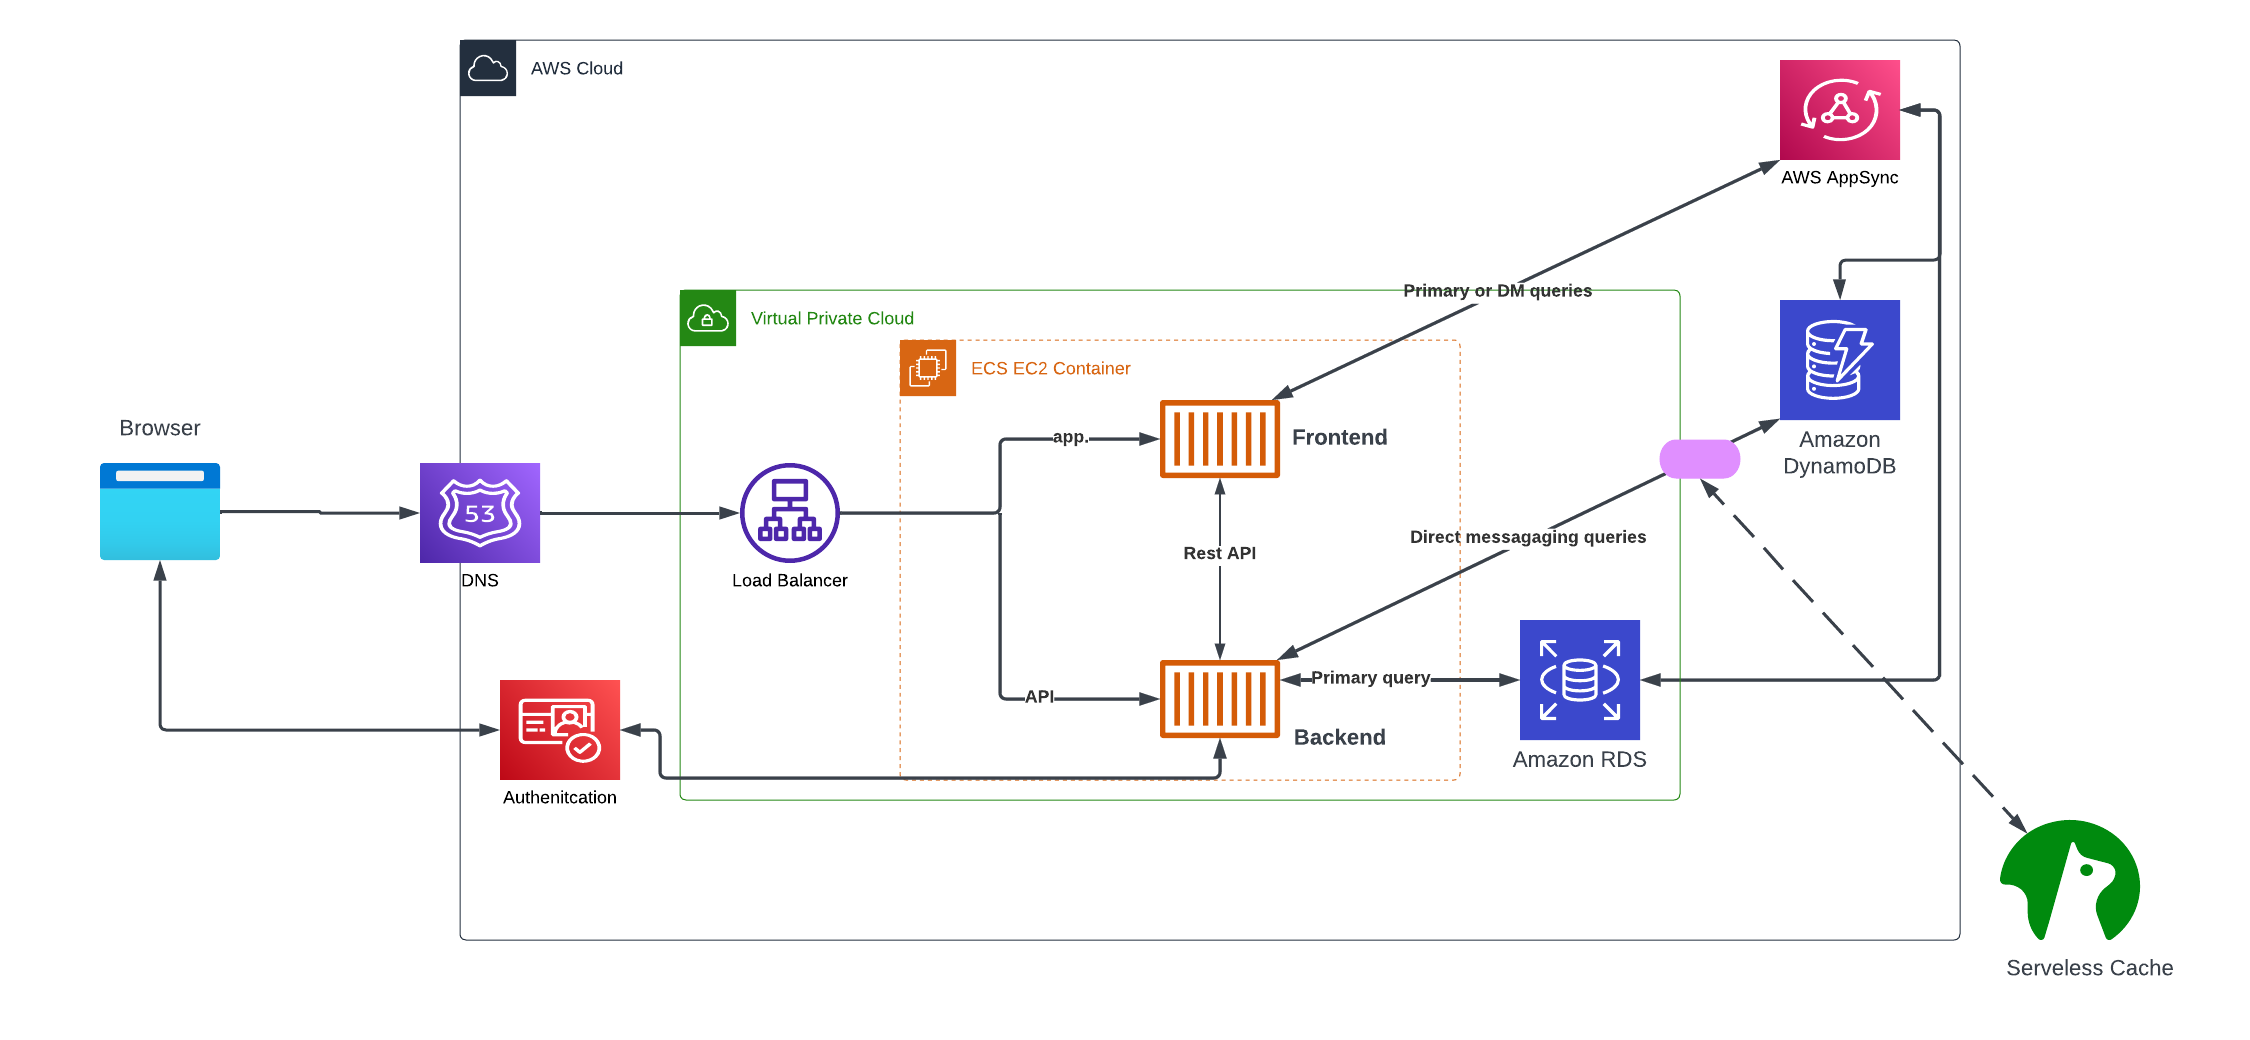 AWS Cloud
AWS AppSync
Primary or DM queries
Virtual Private Cloud
ECS EC2 Container
Browser
app.
Frontend
Amazon
DynamoDB
53
DNS
Load Balancer
Rest API
Direct messagaging queries
Primary query
API
Backend
Amazon RDS
Authenitcation
Serveless Cache